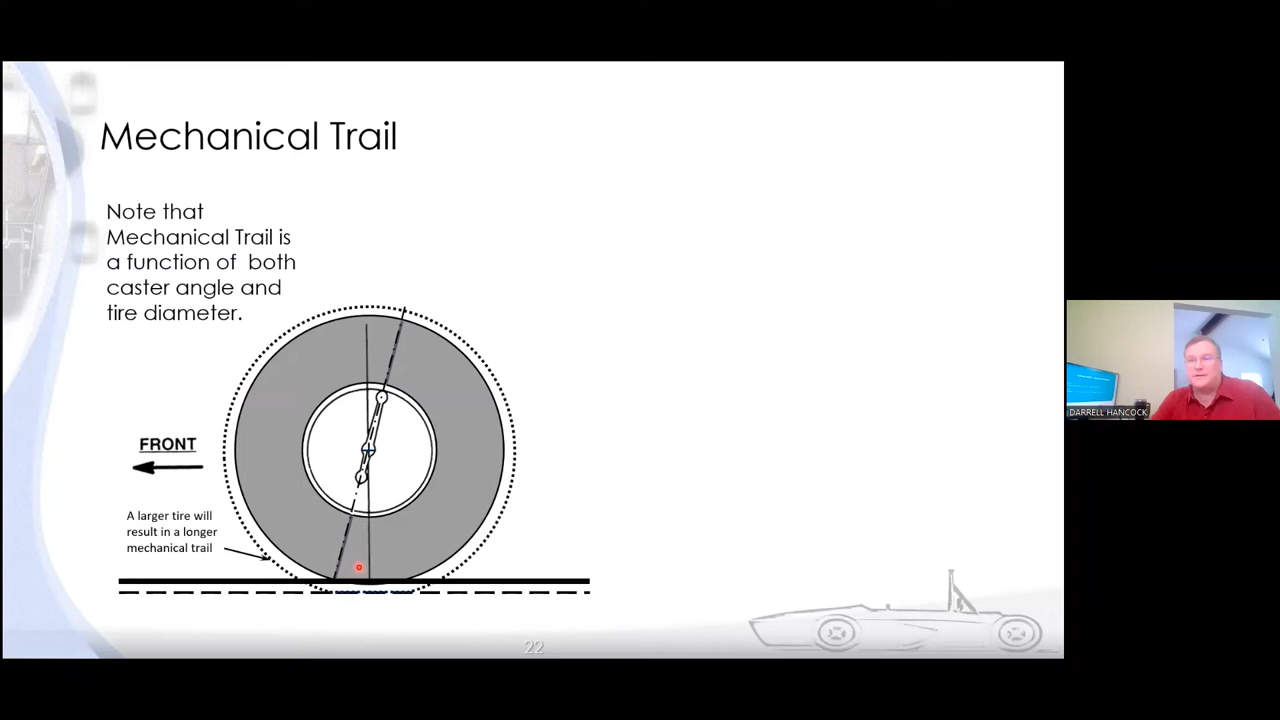 Mechanical Trail
Note that
Mechanical Trail is
a function of both
caster angle and
tire diameter.
FRONT
A larger tire will
result in a longer
mechanical trail
22
DARRELL HANCOCK